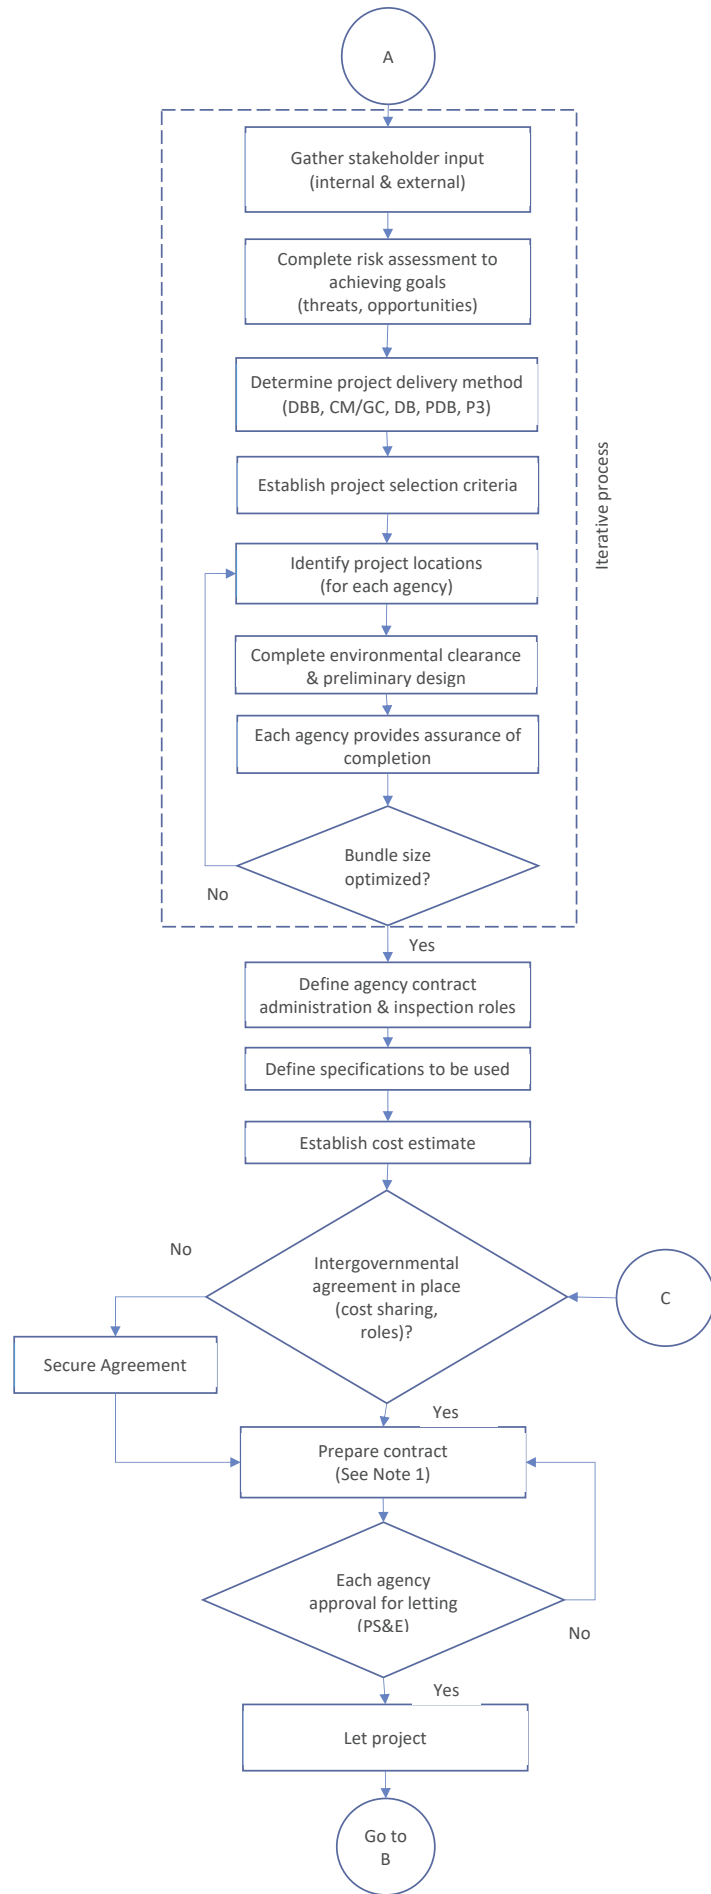 A
Gather stakeholder input
(internal & external)
Complete risk assessment to
achieving goals
(threats, opportunities)
Determine project delivery method
(DBB, CM/GC, DB, PDB, P3)
Establish project selection criteria
Iterative process
Identify project locations
(for each agency)
Complete environmental clearance
& preliminary design
Each agency provides assurance of
completion
Bundle size
optimized?
No
Yes
Define agency contract
administration & inspection roles
Define specifications to be used
Establish cost estimate
No
Intergovernmental
agreement in place
(cost sharing,
roles)?
C
Secure Agreement
Yes
Prepare contract
(See Note 1)
Each agency
approval for letting
(PS&E)
No
Yes
Let project
Go to
B